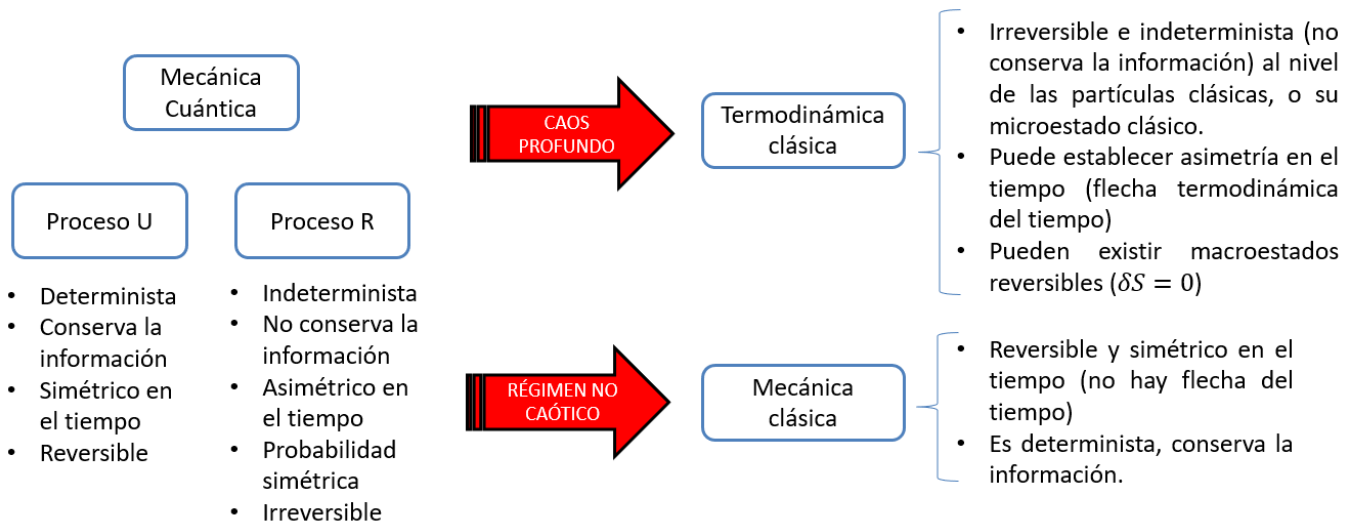 Mecánica
Cuántica
Proceso U
• Determinista
• Conserva la
información
• Simétrico en
el tiempo
• Reversible
Proceso R
• Indeterminista
• No conserva la
información
• Asimétrico en
el tiempo
• Probabilidad
simétrica
• Irreversible
CAOS
PROFUNDO
Termodinámica
clásica
• Irreversible e indeterminista (no
conserva la información) al nivel
de las partículas clásicas, o su
microestado clásico.
• Puede establecer asimetría en el
tiempo (flecha termodinámica
del tiempo)
• Pueden existir macroestados
reversibles (δS = 0)
RÉGIMEN NO
CAÓTICO
Mecánica
clásica
• Reversible y simétrico en el
tiempo (no hay flecha del
tiempo)
• Es determinista, conserva la
información.